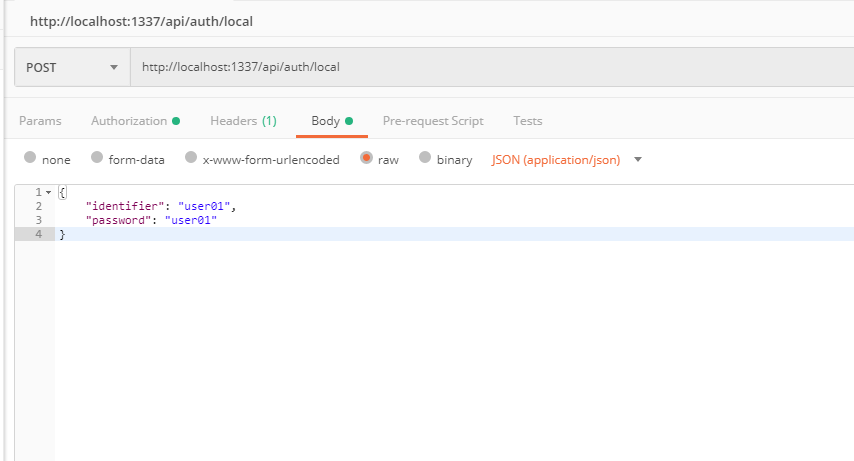 http://localhost:1337/api/auth/local
POST http://localhost:1337/api/auth/local
Params Authorization Headers (1) Body Pre-request Script Tests
none form-data x-www-form-urlencoded raw binary JSON (application/json)
1 {
2 "identifier": "user01",
3 "password": "user01"
4 }